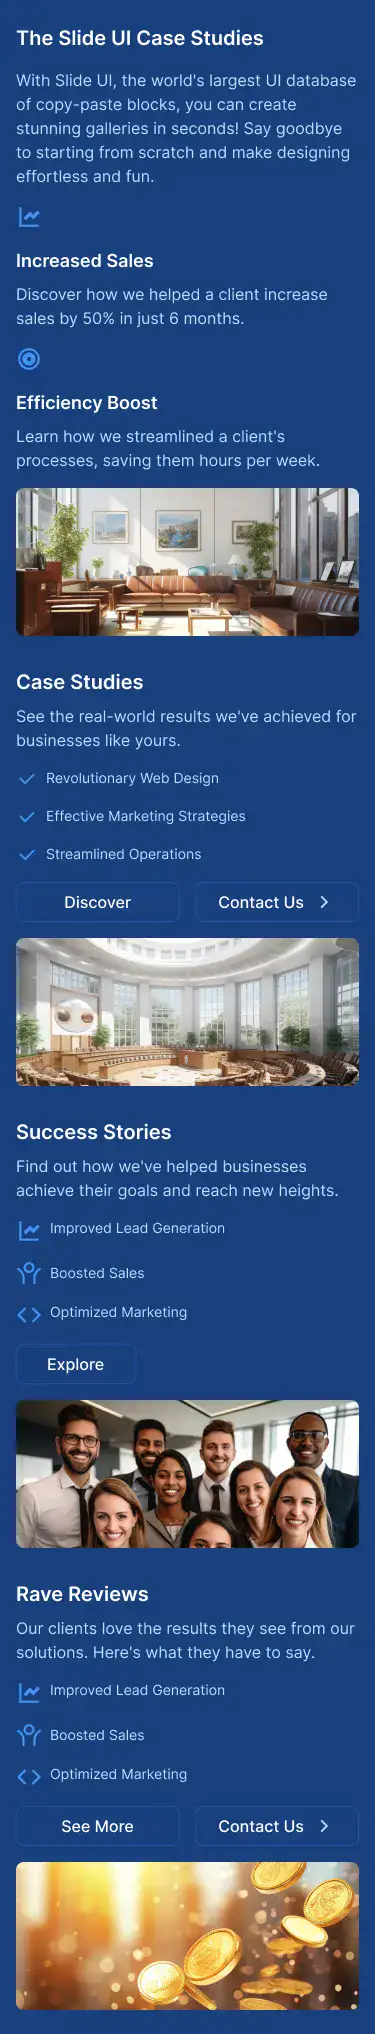 The Slide UI Case Studies
With Slide UI, the world's largest UI database
of copy-paste blocks, you can create
stunning galleries in seconds! Say goodbye
to starting from scratch and make designing
effortless and fun.
Increased Sales
Discover how we helped a client increase
sales by 50% in just 6 months.
Efficiency Boost
Learn how we streamlined a client's
processes, saving them hours per week.
Case Studies
See the real-world results we've achieved for
businesses like yours.
Revolutionary Web Design
Effective Marketing Strategies
Streamlined Operations
Discover
Contact Us
Success Stories
Find out how we've helped businesses
achieve their goals and reach new heights.
Improved Lead Generation
Boosted Sales
Optimized Marketing
Explore
Rave Reviews
Our clients love the results they see from our
solutions. Here's what they have to say.
Improved Lead Generation
Boosted Sales
Optimized Marketing
See More
Contact Us